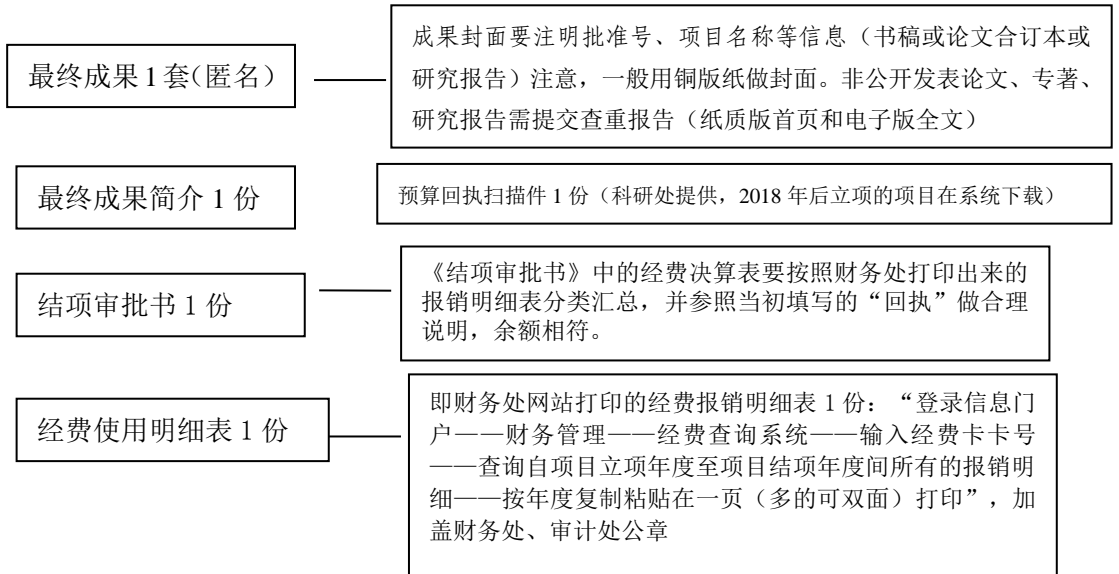 最终成果 1 套（匿名）
成果封面要注明批准号、项目名称等信息（书稿或论文合订本或
研究报告）注意，一般用铜版纸做封面。非公开发表论文、专著、
研究报告需提交查重报告（纸质版首页和电子版全文）
最终成果简介 1 份
预算回执扫描件 1 份（科研处提供，2018 年后立项的项目在系统下载）
结项审批书 1 份
《结项审批书》中的经费决算表要按照财务处打印出来的
报销明细表分类汇总，并参照当初填写的“回执”做合理
说明，余额相符。
经费使用明细表 1 份
即财务处网站打印的经费报销明细表 1 份：“登录信息门
户——财务管理——经费查询系统——输入经费卡卡号
——查询自项目立项年度至项目结项年度间所有的报销明
细——按年度复制粘贴在一页（多的可双面）打印”，加
盖财务处、审计处公章